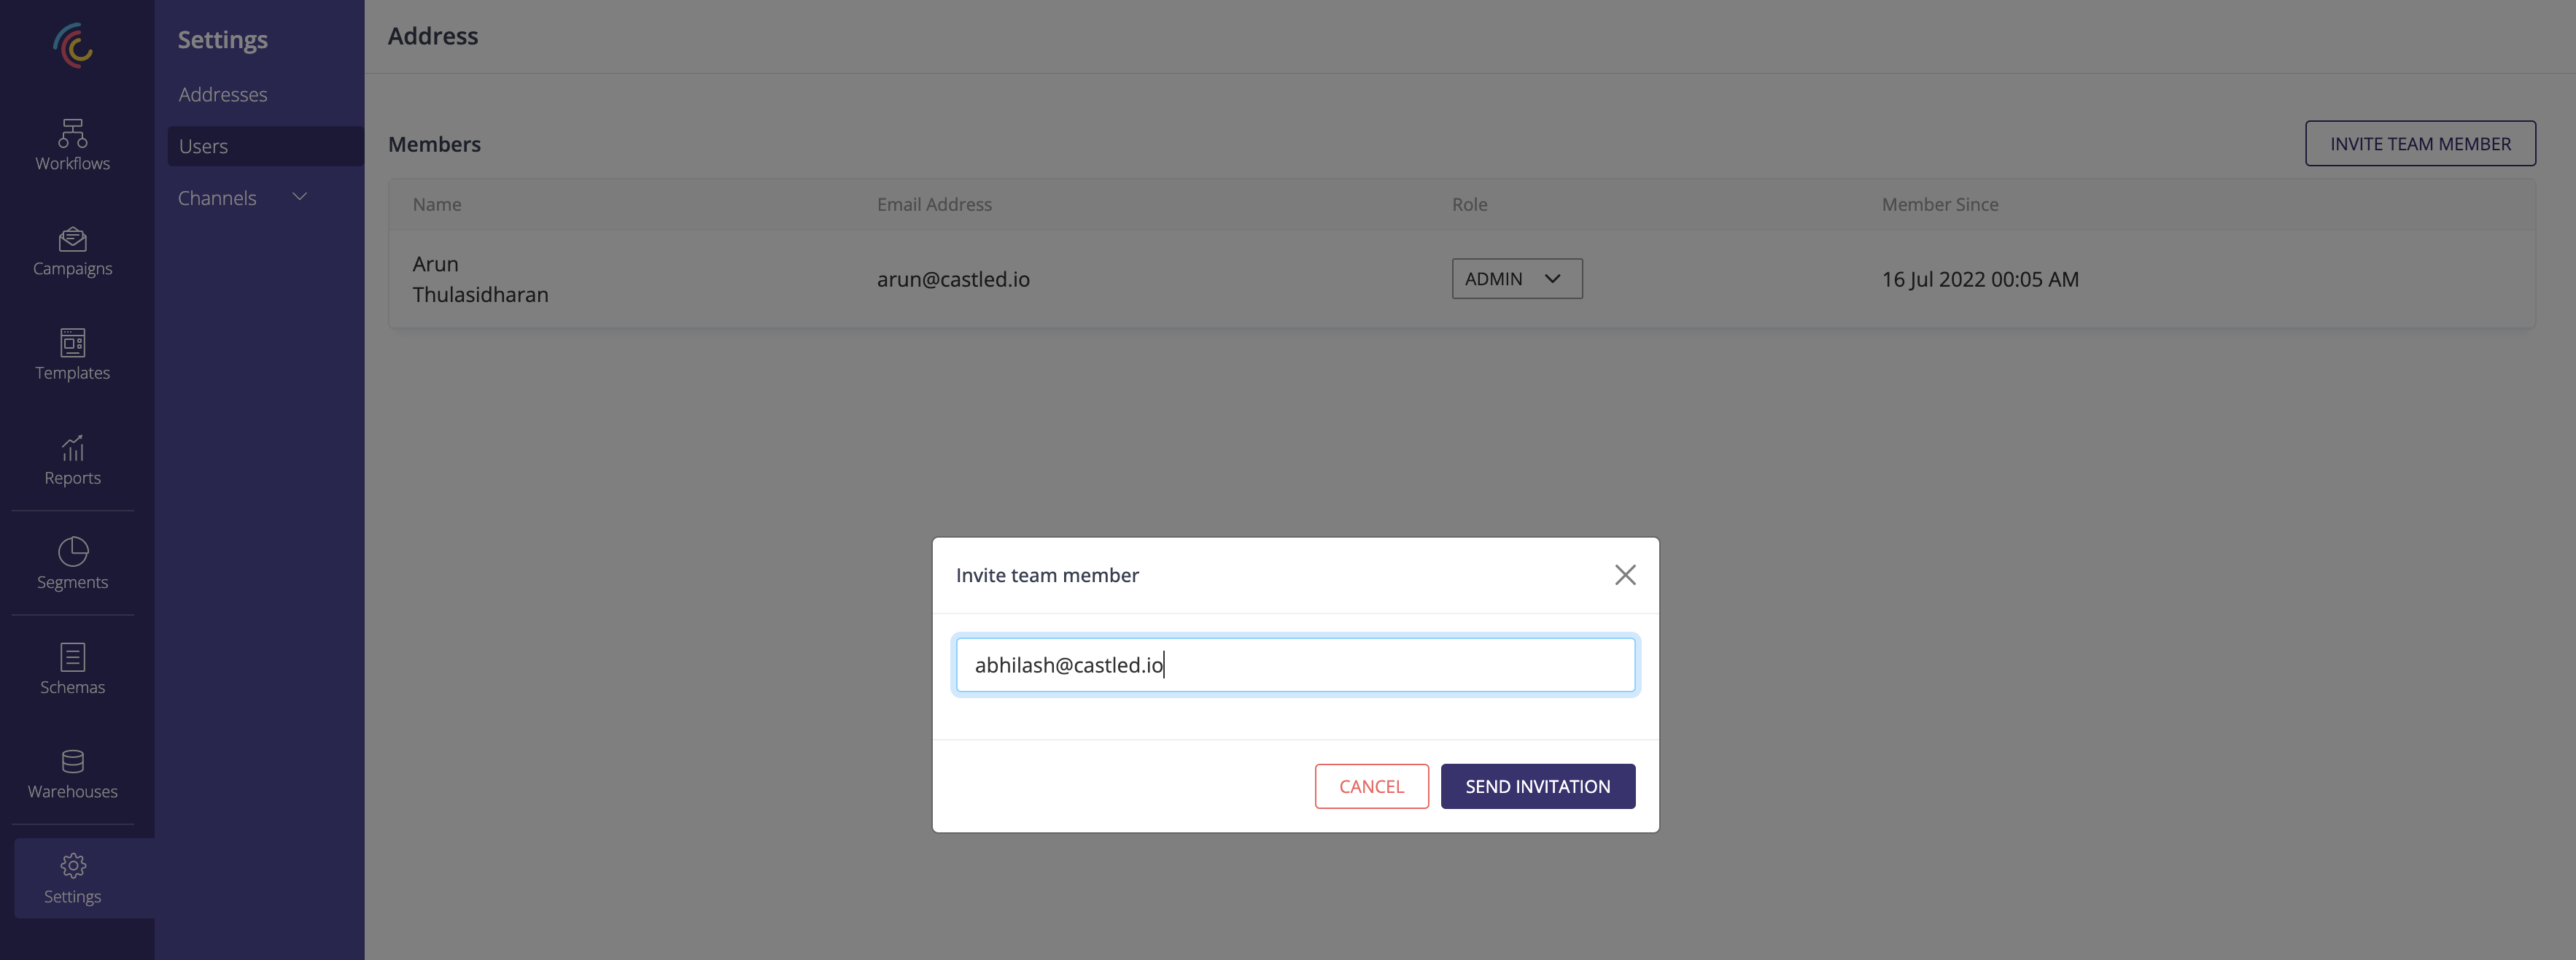 Settings
Addresses
Users
Channels
Workflows
Campaigns
Templates
Reports
Segments
Schemas
Warehouses
Settings
Address
Members
INVITE TEAM MEMBER
Name Email Address Role Member Since
Arun
Thulasidharan
arun@castled.io ADMIN 16 Jul 2022 00:05 AM
Invite team member
abhilash@castled.io
CANCEL SEND INVITATION